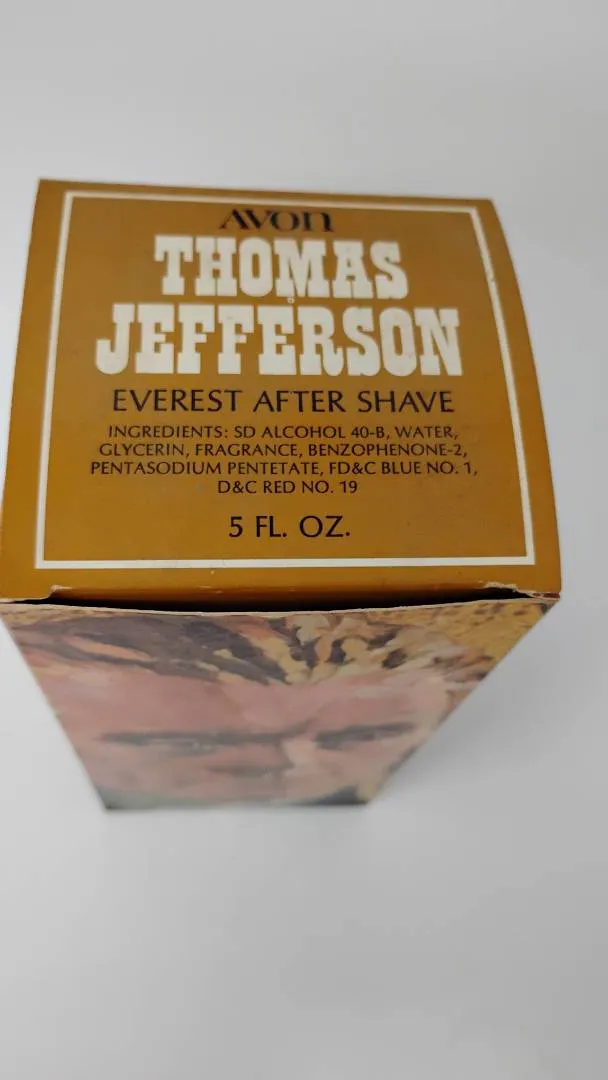 AVON
THOMAS
JEFFERSON
EVEREST AFTER SHAVE
INGREDIENTS: SD ALCOHOL 40-B, WATER,
GLYCERIN, FRAGRANCE, BENZOPHENONE-2,
PENTASODIUM PENTETATE, FD&C BLUE NO. 1,
D&C RED NO. 19
5 FL. OZ.